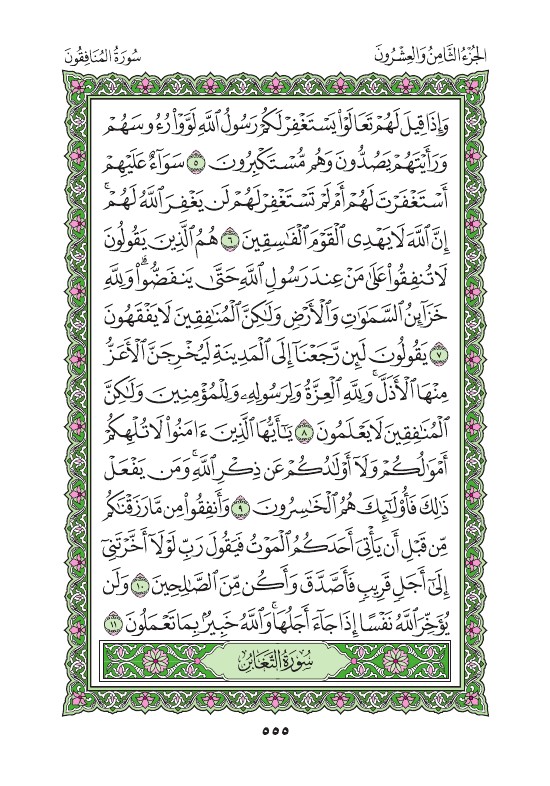 الجُزْءُ الثَّامِنُ وَالعِشْرُونَ
سُورَةُ المُنَافِقُونَ
وَإِذَا قِيلَ لَهُمْ تَعَالَوْاْ يَسْتَغْفِرْ لَكُمْ رَسُولُ ٱللَّهِ لَوَّوْاْ رُءُوسَهُمْ
وَرَأَيْتَهُمْ يَصُدُّونَ وَهُم مُّسْتَكْبِرُونَ ٥ سَوَآءٌ عَلَيْهِمْ
أَسْتَغْفَرْتَ لَهُمْ أَمْ لَمْ تَسْتَغْفِرْ لَهُمْ لَن يَغْفِرَ ٱللَّهُ لَهُمْۚ
إِنَّ ٱللَّهَ لَا يَهْدِى ٱلْقَوْمَ ٱلْفَٰسِقِينَ ٦ هُمُ ٱلَّذِينَ يَقُولُونَ
لَا تُنفِقُواْ عَلَىٰ مَنْ عِندَ رَسُولِ ٱللَّهِ حَتَّىٰ يَنفَضُّواْۗ وَلِلَّهِ
خَزَآئِنُ ٱلسَّمَٰوَٰتِ وَٱلْأَرْضِ وَلَٰكِنَّ ٱلْمُنَٰفِقِينَ لَا يَفْقَهُونَ
٧ يَقُولُونَ لَئِن رَّجَعْنَآ إِلَى ٱلْمَدِينَةِ لَيُخْرِجَنَّ ٱلْأَعَزُّ
مِنْهَا ٱلْأَذَلَّۚ وَلِلَّهِ ٱلْعِزَّةُ وَلِرَسُولِهِۦ وَلِلْمُؤْمِنِينَ وَلَٰكِنَّ
ٱلْمُنَٰفِقِينَ لَا يَعْلَمُونَ ٨ يَٰٓأَيُّهَا ٱلَّذِينَ ءَامَنُواْ لَا تُلْهِكُمْ
أَمْوَٰلُكُمْ وَلَآ أَوْلَٰدُكُمْ عَن ذِكْرِ ٱللَّهِۚ وَمَن يَفْعَلْ
ذَٰلِكَ فَأُوْلَٰٓئِكَ هُمُ ٱلْخَٰسِرُونَ ٩ وَأَنفِقُواْ مِن مَّا رَزَقْنَٰكُم
مِّن قَبْلِ أَن يَأْتِىَ أَحَدَكُمُ ٱلْمَوْتُ فَيَقُولَ رَبِّ لَوْلَآ أَخَّرْتَنِىٓ
إِلَىٰٓ أَجَلٍ قَرِيبٍ فَأَصَّدَّقَ وَأَكُن مِّنَ ٱلصَّٰلِحِينَ ١٠ وَلَن
يُؤَخِّرَ ٱللَّهُ نَفْسًا إِذَا جَآءَ أَجَلُهَاۚ وَٱللَّهُ خَبِيرٌۢ بِمَا تَعْمَلُونَ ١١
سُورَةُ التَّغَابُنِ
٥٥٥